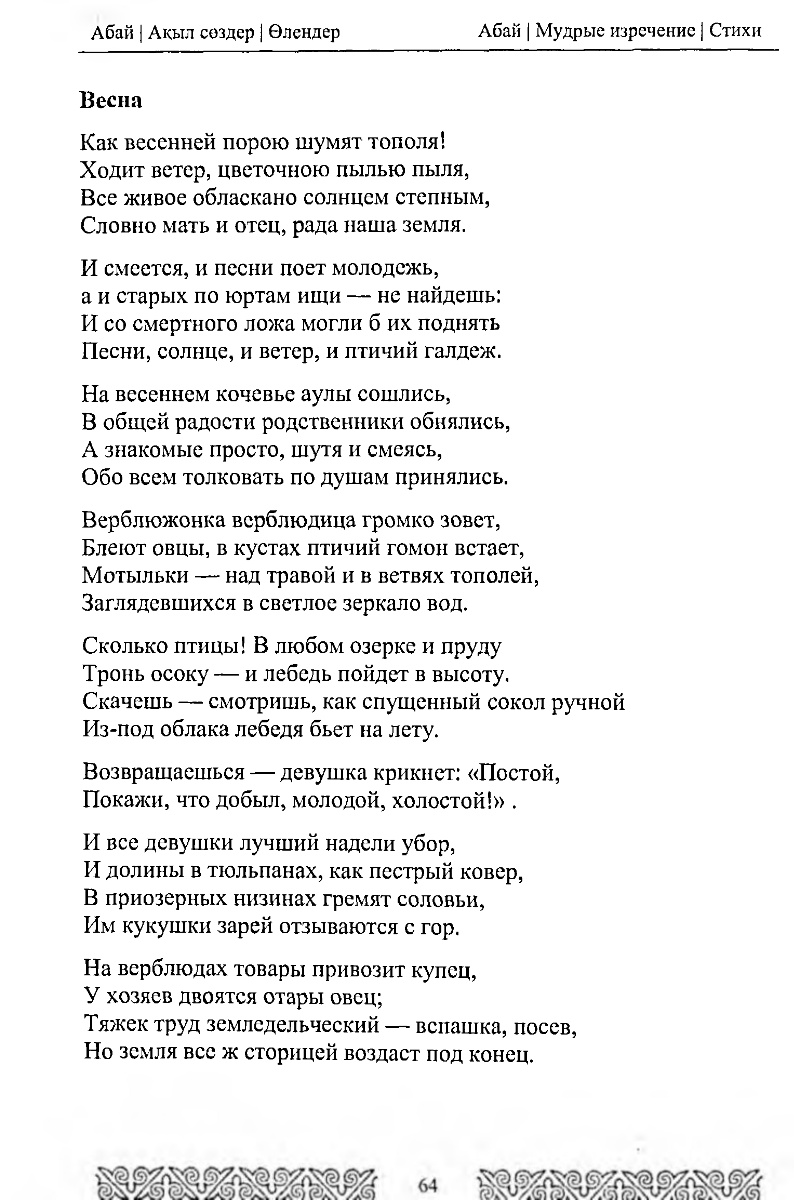 Абай | Ақыл сөздер | Өлендер Абай | Мудрые изречение | Стихи
Весна
Как весенней порою шумят тополя!
Ходит ветер, цветочною пылью пыля,
Все живое обласкано солнцем степным,
Словно мать и отец, рада наша земля.
И смеется, и песни поет молодежь,
а и старых по юртам ищи — не найдешь:
И со смертного ложа могли б их поднять
Песни, солнце, и ветер, и птичий галдеж.
На весеннем кочевье аулы сошлись,
В общей радости родственники обнялись,
А знакомые просто, шутя и смеясь,
Обо всем толковать по душам принялись.
Верблюжонка верблюдица громко зовет,
Блеют овцы, в кустах птичий гомон встает,
Мотыльки — над травой и в ветвях тополей,
Заглядевшихся в светлое зеркало вод.
Сколько птицы! В любом озерке и пруду
Тронь осоку — и лебедь пойдет в высоту.
Скачешь — смотришь, как спущенный сокол ручной
Из-под облака лебедя бьет на лету.
Возвращаешься — девушка крикнет: «Постой,
Покажи, что добыл, молодой, холостой!» .
И все девушки лучший надели убор,
И долины в тюльпанах, как пестрый ковер,
В приозерных низинах гремят соловьи,
Им кукушки зарей отзываются с гор.
На верблюдах товары привозит купец,
У хозяев двоятся отары овец;
Тяжек труд земледельческий — вспашка, посев,
Но земля все ж сторицей воздаст под конец.
64